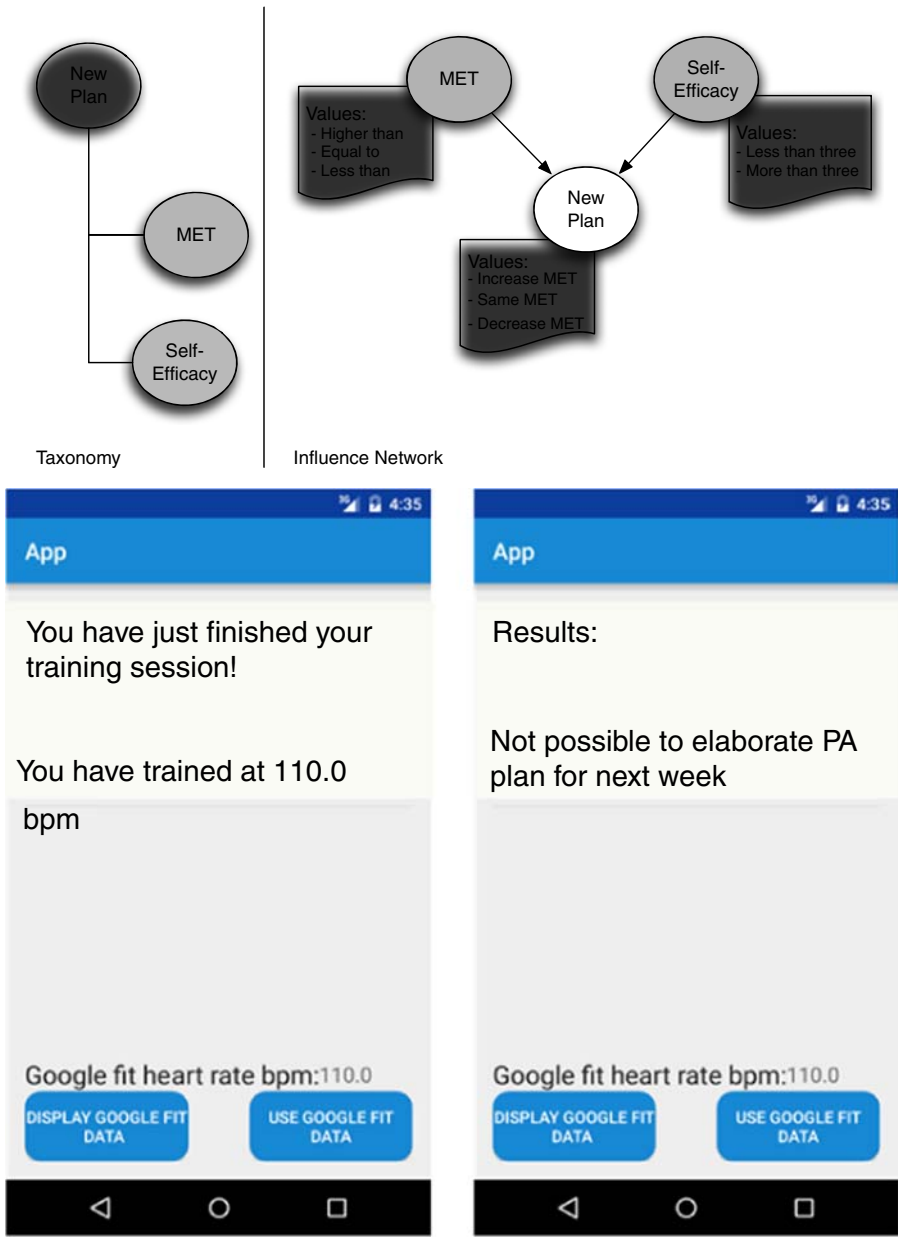 New
Plan
MET
Self-
Efficacy
Taxonomy
MET
Values:
- Higher than
- Equal to
- Less than
Self-
Efficacy
Values:
- Less than three
- More than three
New
Plan
Values:
- Increase MET
- Same MET
- Decrease MET
Influence Network
3G 4:35
App
You have just finished your
training session!
You have trained at 110.0
bpm
Google fit heart rate bpm:110.0
DISPLAY GOOGLE FIT
DATA
USE GOOGLE FIT
DATA
3G 4:35
App
Results:
Not possible to elaborate PA
plan for next week
Google fit heart rate bpm:110.0
DISPLAY GOOGLE FIT
DATA
USE GOOGLE FIT
DATA